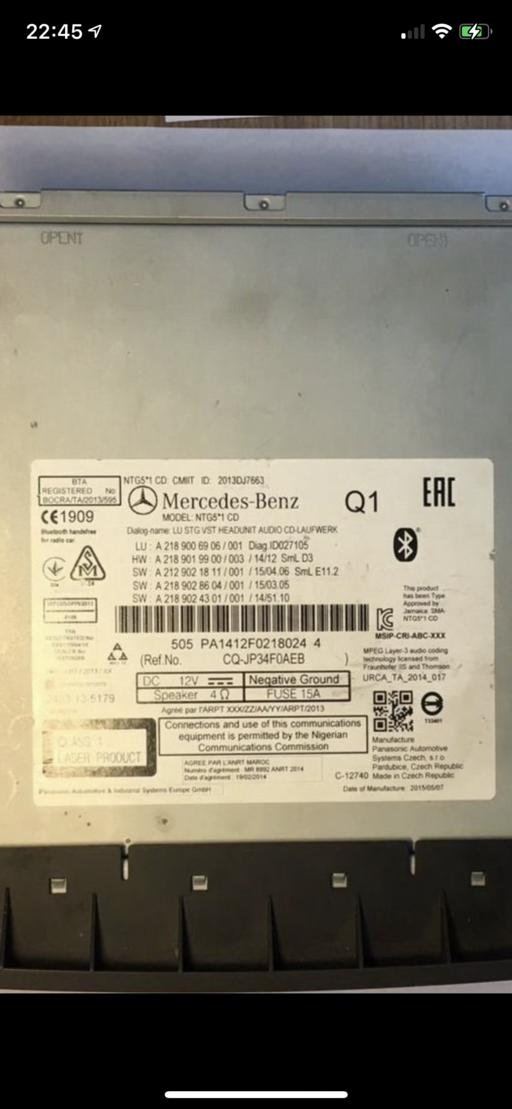 22:45
OPENT
OPENT
BTA
REGISTERED No
BOCRA/TA/2013/595
NTG5*1 CD: CMIIT ID: 2013DJ7663
Mercedes-Benz
Q1
EAC
CE1909
Bluetooth handsfree
for radio car
MODEL: NTG5*1 CD
Dialog-name: LU STG VST HEADUNIT AUDIO CD-LAUFWERK
LU : A 218 900 69 06 / 001 Diag.ID027105
HW : A 218 901 99 00 / 003 / 14/12 SmL D3
SW : A 212 902 18 11 / 001 / 15/04.06 SmL E11.2
SW : A 218 902 86 04 / 001 / 15/03.05
SW : A 218 902 43 01 / 001 / 14/51.10
This product
has been Type
Approved by
Jamaica: SMA
NTG5*1 CD
MSIP-CRI-ABC-XXX
505 PA1412F0218024 4
(Ref.No. CQ-JP34F0AEB )
MPEG Layer-3 audio coding
technology licensed from
Fraunhofer IIS and Thomson
URCA_TA_2014_017
DC 12V Negative Ground
Speaker 4 Ω FUSE 15A
Agréé par l'ARPT XXX/ZZ/AA/YY/ARPT/2013
Connections and use of this communications
equipment is permitted by the Nigerian
Communications Commission
CLASS 1
LASER PRODUCT
AGREE PAR L'ANRT MAROC
Numéro d'agrément : MR 8892 ANRT 2014
Date d'agrément : 19/02/2014
Manufacture
Panasonic Automotive
Systems Czech, s.r.o.
Pardubice, Czech Republic
C-12740 Made in Czech Republic
Panasonic Automotive & Industrial Systems Europe GmbH
Date of Manufacture: 2015/05/07